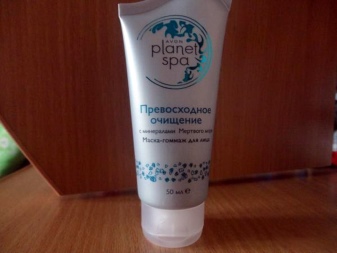 AVON
planet
spa
Превосходное
очищение
с минералами Мертвого моря
Маска-гоммаж для лица
50 мл ℮